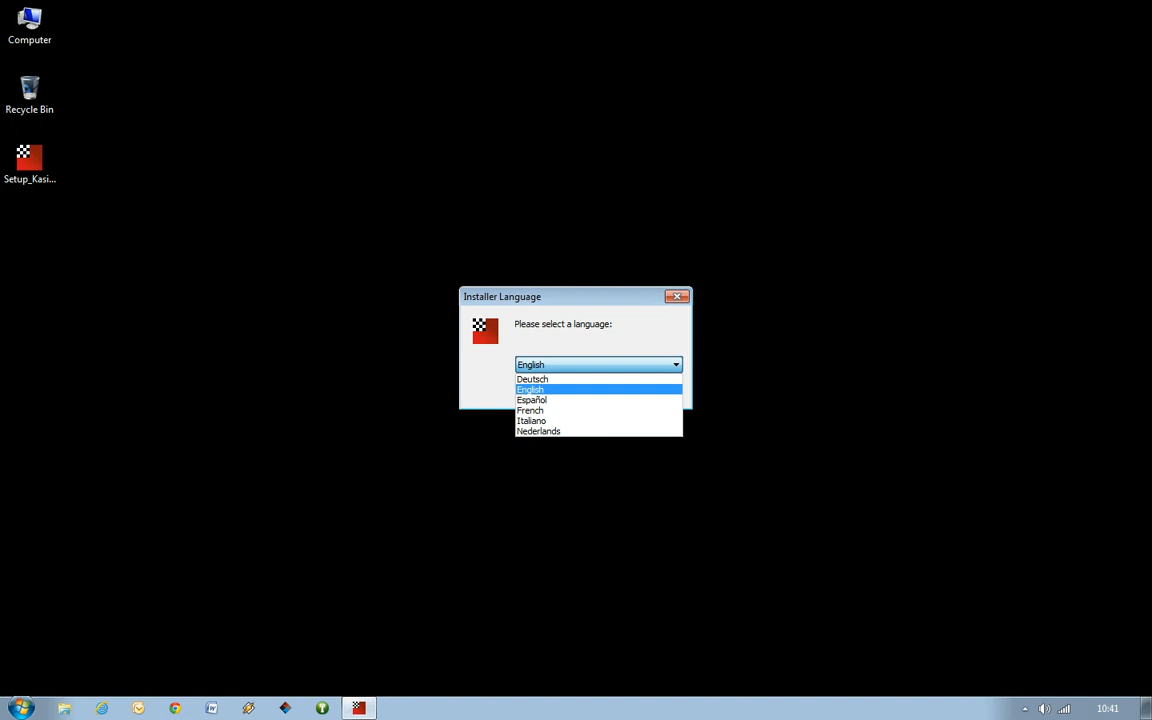 Computer
Recycle Bin
Setup_Kasi...
Installer Language
Please select a language:
English
Deutsch
English
Español
French
Italiano
Nederlands
10:41